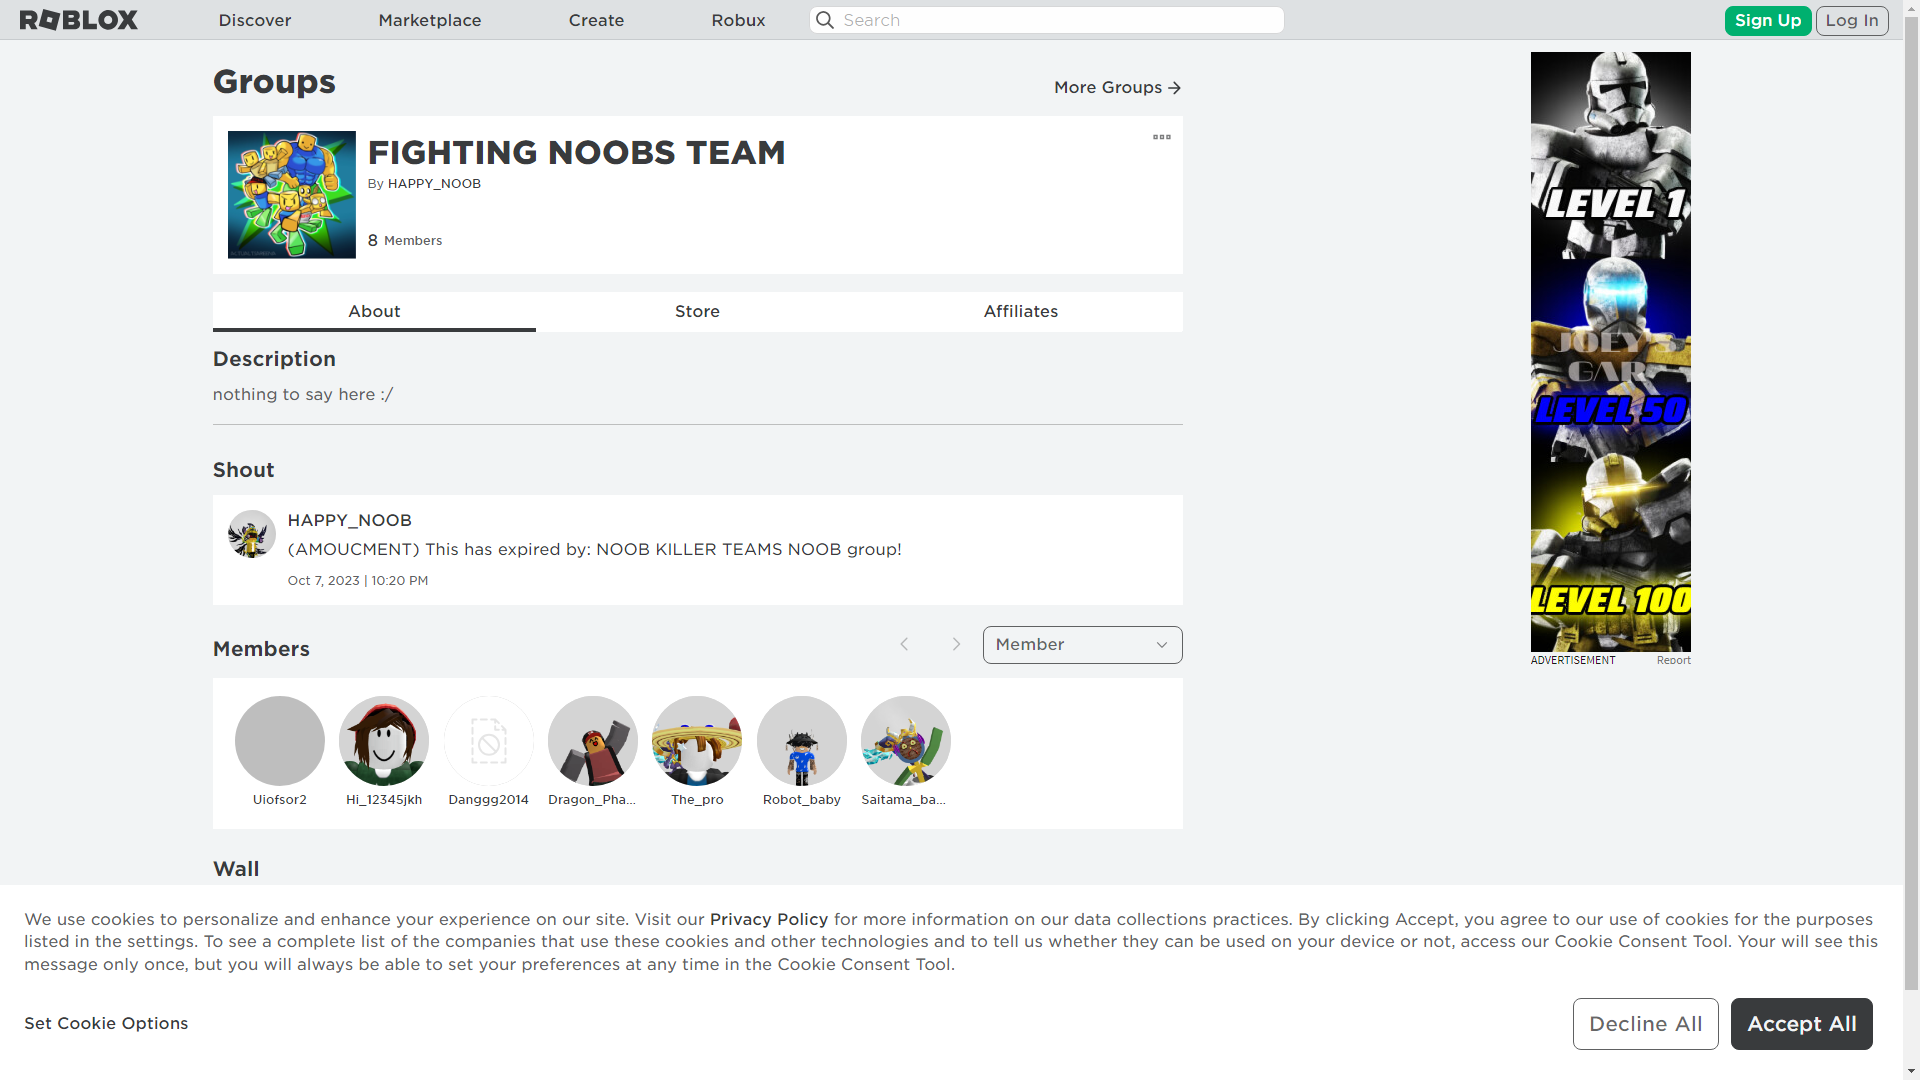 ROBLOX
Discover
Marketplace
Create
Robux
Search
Sign Up
Log In
Groups
More Groups
FIGHTING NOOBS TEAM
By HAPPY_NOOB
8 Members
About
Store
Affiliates
Description
nothing to say here :/
Shout
HAPPY_NOOB
(AMOUCMENT) This has expired by: NOOB KILLER TEAMS NOOB group!
Oct 7, 2023 | 10:20 PM
Members
Member
Uiofsor2
Hi_12345jkh
Danggg2014
Dragon_Pha...
The_pro
Robot_baby
Saitama_ba...
Wall
LEVEL 1
JOEY'S
GAR
LEVEL 50
LEVEL 100
ADVERTISEMENT
Report
We use cookies to personalize and enhance your experience on our site. Visit our Privacy Policy for more information on our data collections practices. By clicking Accept, you agree to our use of cookies for the purposes
listed in the settings. To see a complete list of the companies that use these cookies and other technologies and to tell us whether they can be used on your device or not, access our Cookie Consent Tool. Your will see this
message only once, but you will always be able to set your preferences at any time in the Cookie Consent Tool.
Set Cookie Options
Decline All
Accept All